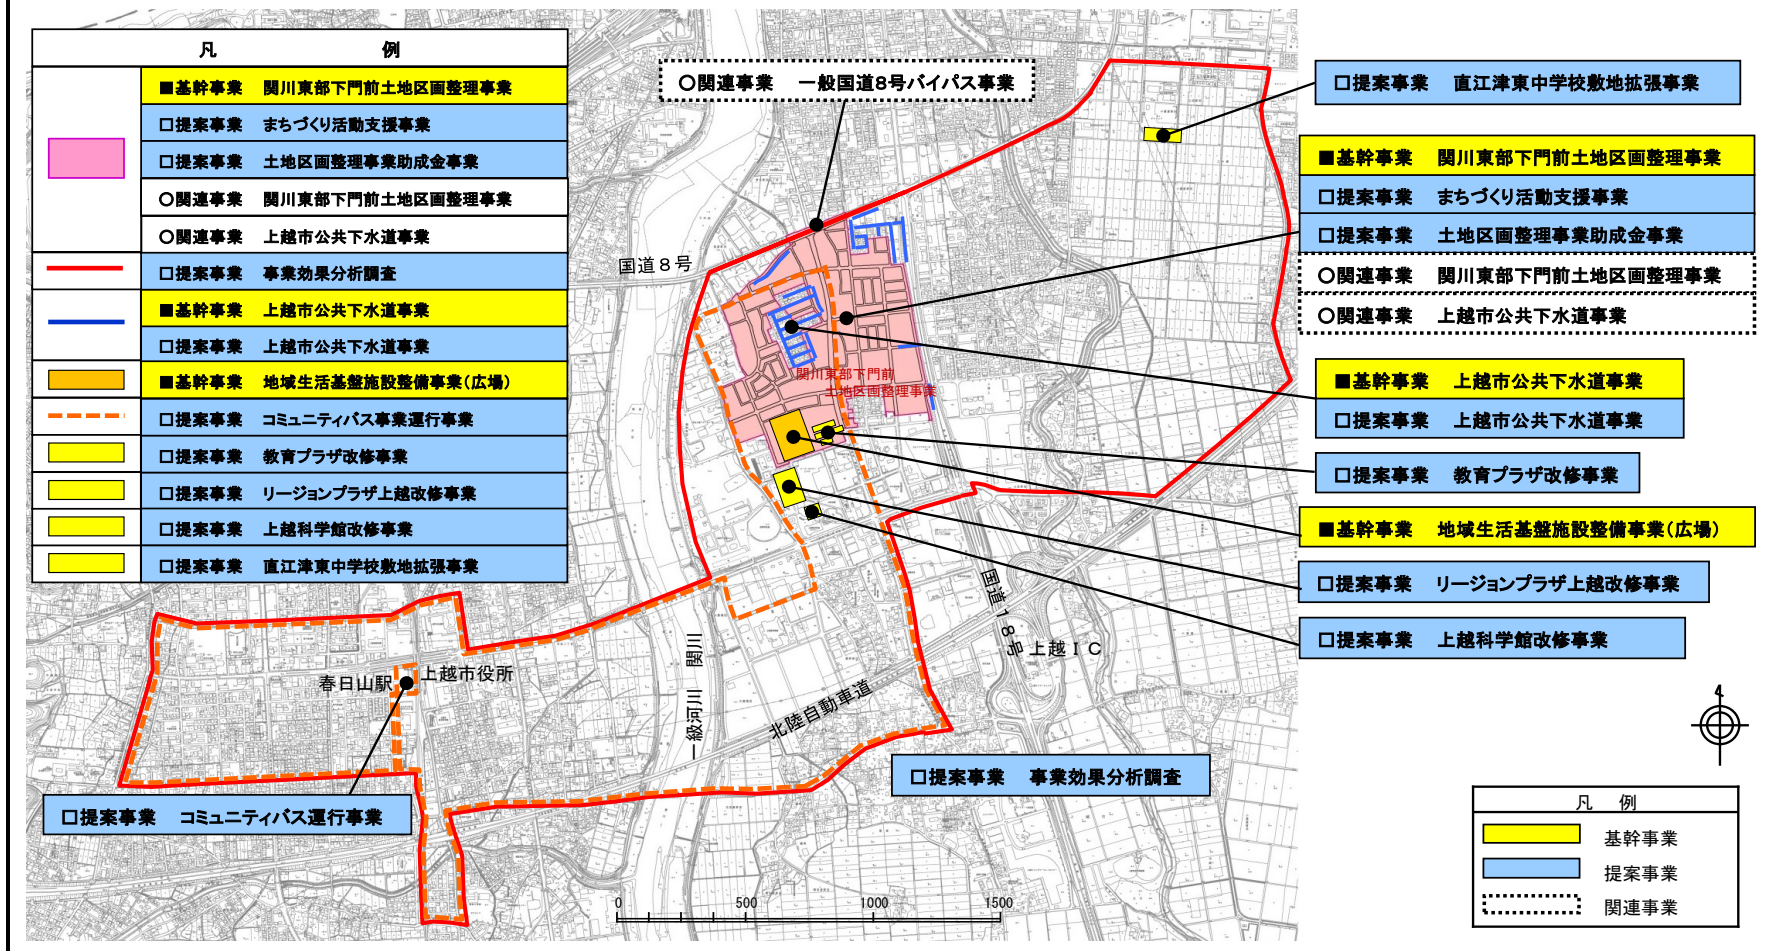 凡 例
■基幹事業 関川東部下門前土地区画整理事業
□提案事業 まちづくり活動支援事業
□提案事業 土地区画整理事業助成金事業
○関連事業 関川東部下門前土地区画整理事業
○関連事業 上越市公共下水道事業
□提案事業 事業効果分析調査
■基幹事業 上越市公共下水道事業
□提案事業 上越市公共下水道事業
■基幹事業 地域生活基盤施設整備事業(広場)
□提案事業 コミュニティバス事業運行事業
□提案事業 教育プラザ改修事業
□提案事業 リージョンプラザ上越改修事業
□提案事業 上越科学館改修事業
□提案事業 直江津東中学校敷地拡張事業
○関連事業 一般国道8号バイパス事業
国道8号
関川東部下門前
土地区画整理事業
国道18号
上越IC
北陸自動車道
一級河川 関川
春日山駅
上越市役所
□提案事業 コミュニティバス運行事業
□提案事業 事業効果分析調査
0 500 1000 1500
□提案事業 直江津東中学校敷地拡張事業
■基幹事業 関川東部下門前土地区画整理事業
□提案事業 まちづくり活動支援事業
□提案事業 土地区画整理事業助成金事業
○関連事業 関川東部下門前土地区画整理事業
○関連事業 上越市公共下水道事業
■基幹事業 上越市公共下水道事業
□提案事業 上越市公共下水道事業
□提案事業 教育プラザ改修事業
■基幹事業 地域生活基盤施設整備事業(広場)
□提案事業 リージョンプラザ上越改修事業
□提案事業 上越科学館改修事業
凡 例
基幹事業
提案事業
関連事業